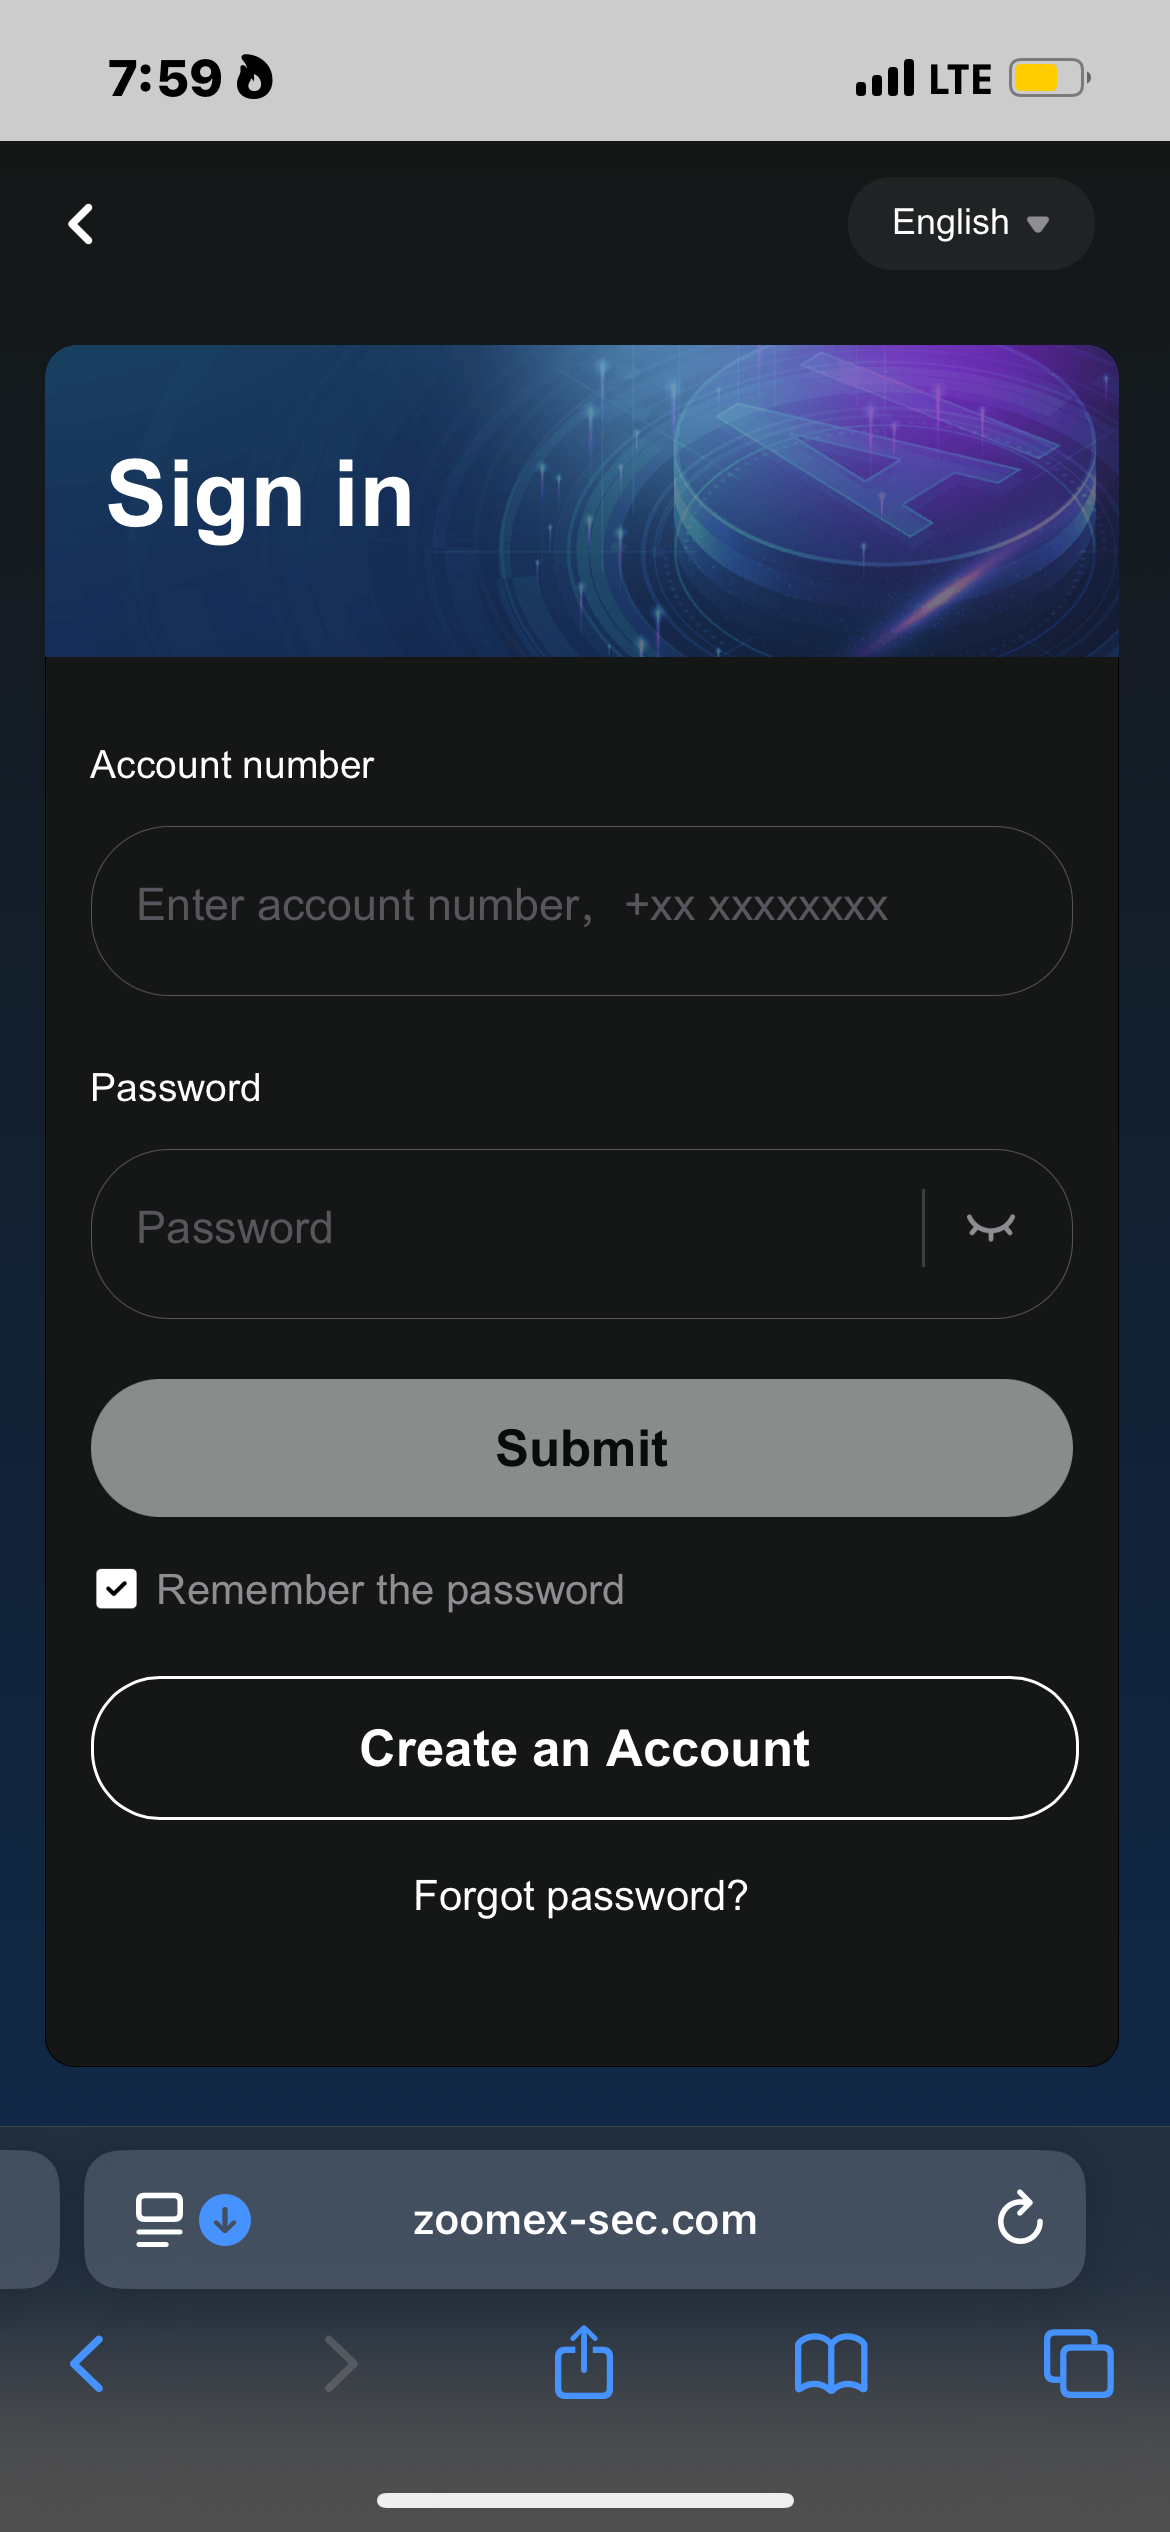 7:59
LTE
English
Sign in
Account number
Enter account number，+xx xxxxxxxx
Password
Password
Submit
Remember the password
Create an Account
Forgot password?
zoomex-sec.com